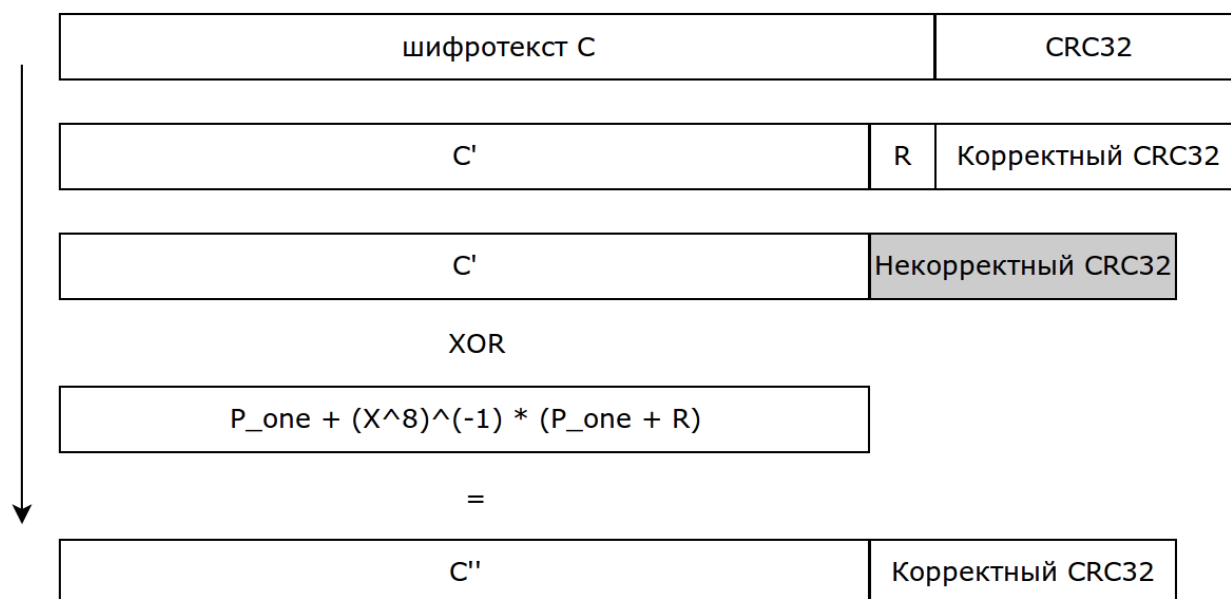 шифротекст C
CRC32
C'
R
Корректный CRC32
C'
Некорректный CRC32
XOR
P_one + (X^8)^(-1) * (P_one + R)
=
C''
Корректный CRC32